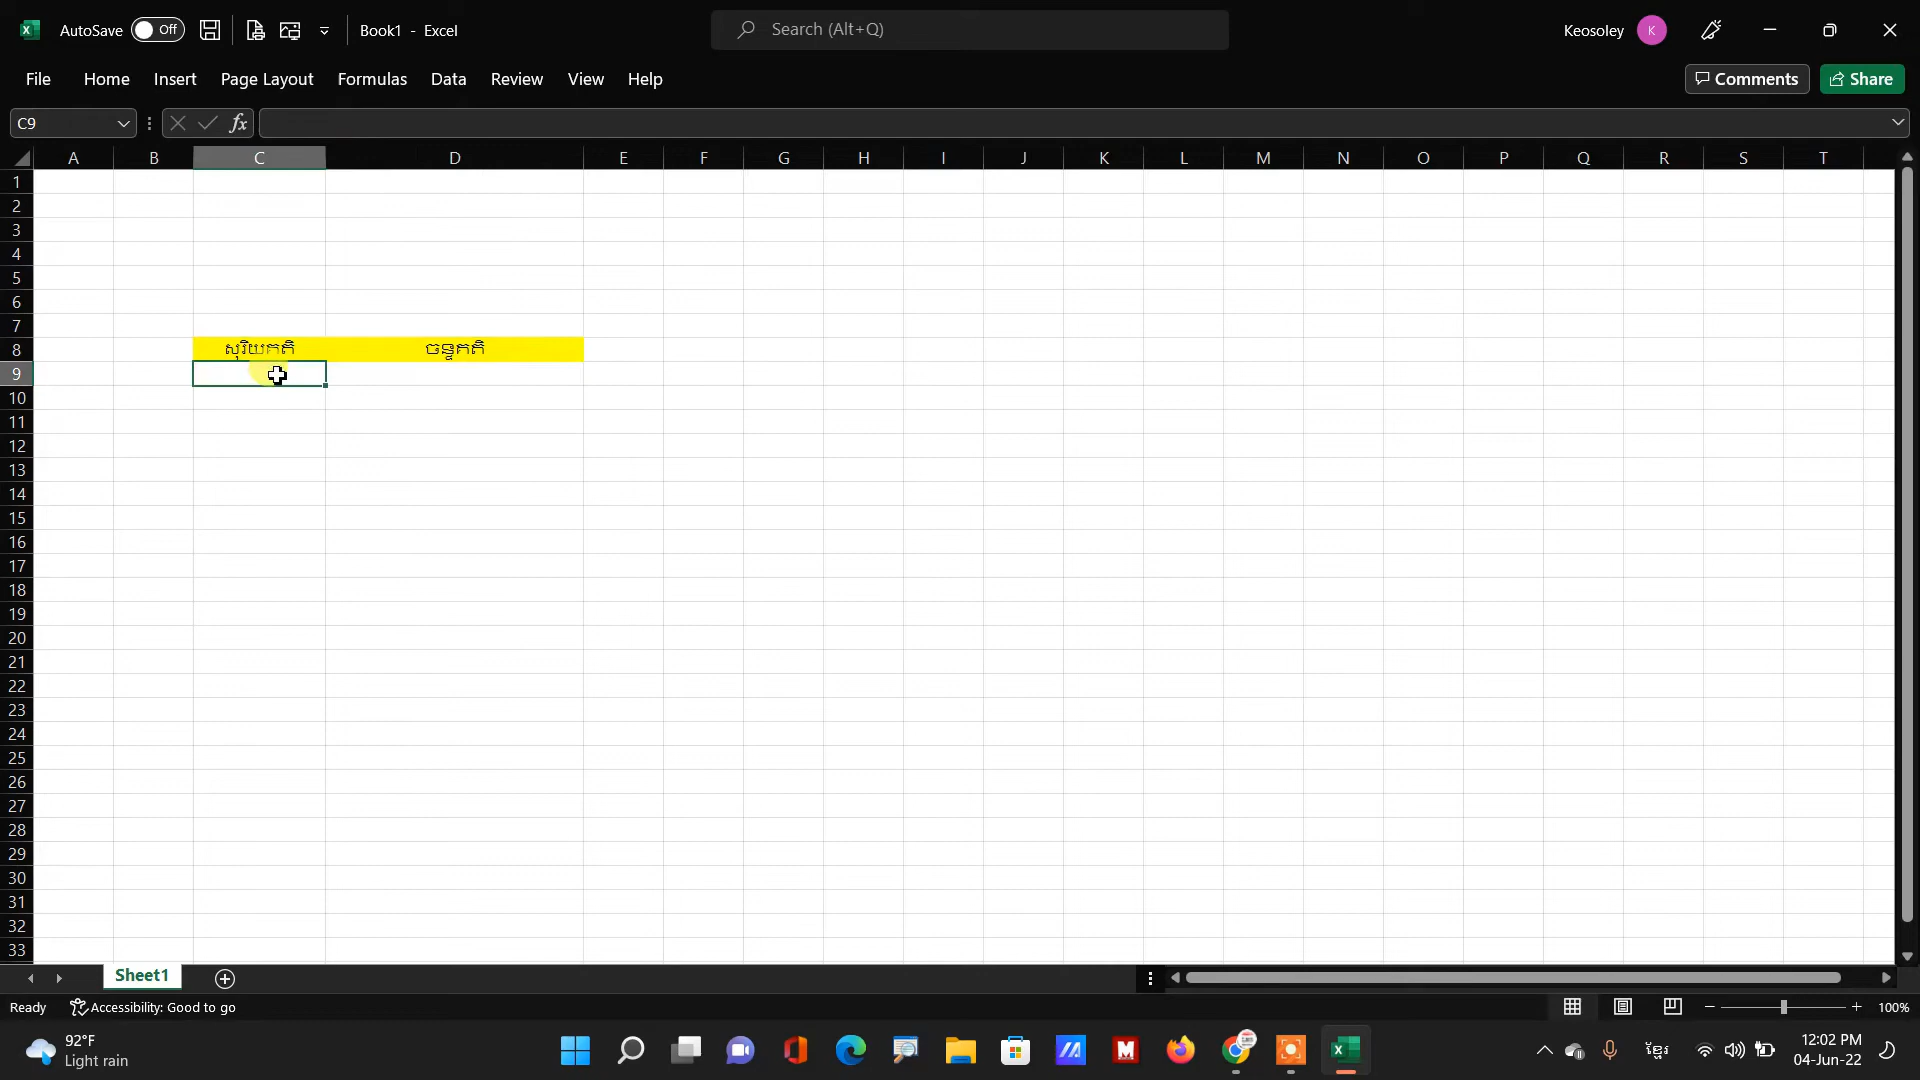 AutoSave Off Book1 - Excel Search (Alt+Q) Keosoley K
File Home Insert Page Layout Formulas Data Review View Help Comments Share
C9 fx
A B C D E F G H I J K L M N O P Q R S T
1
2
3
4
5
6
7
8 សុរិយគតិ ចន្ទគតិ
9
10
11
12
13
14
15
16
17
18
19
20
21
22
23
24
25
26
27
28
29
30
31
32
33
Sheet1
Ready Accessibility: Good to go 100%
92°F
Light rain
ខ្មែរ
12:02 PM
04-Jun-22